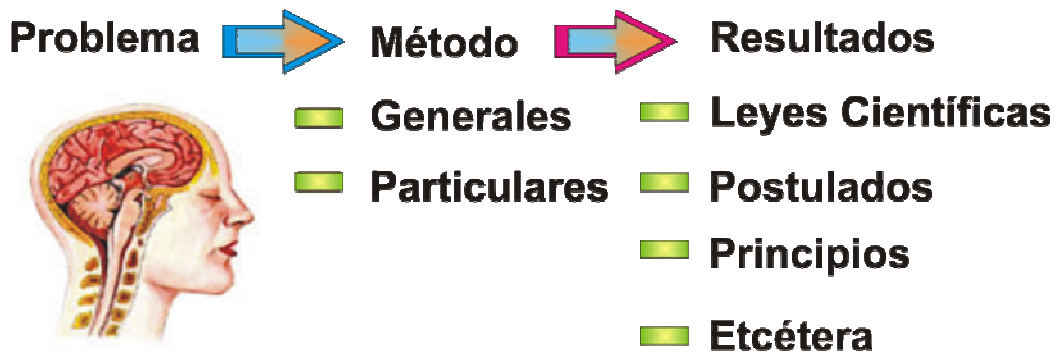 Problema
Método
Resultados
Generales
Particulares
Leyes Científicas
Postulados
Principios
Etcétera